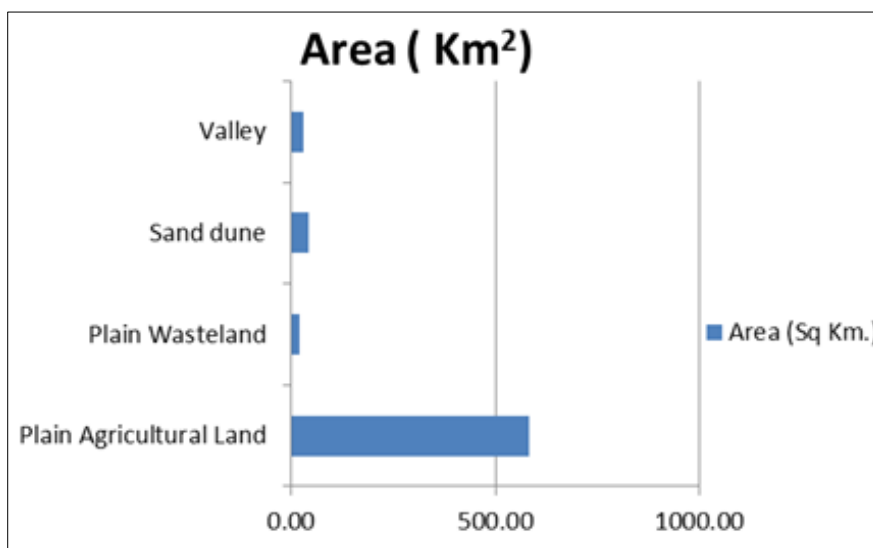 Area ( Km²)
Valley
Sand dune
Plain Wasteland
Plain Agricultural Land
0.00 500.00 1000.00
Area (Sq Km.)